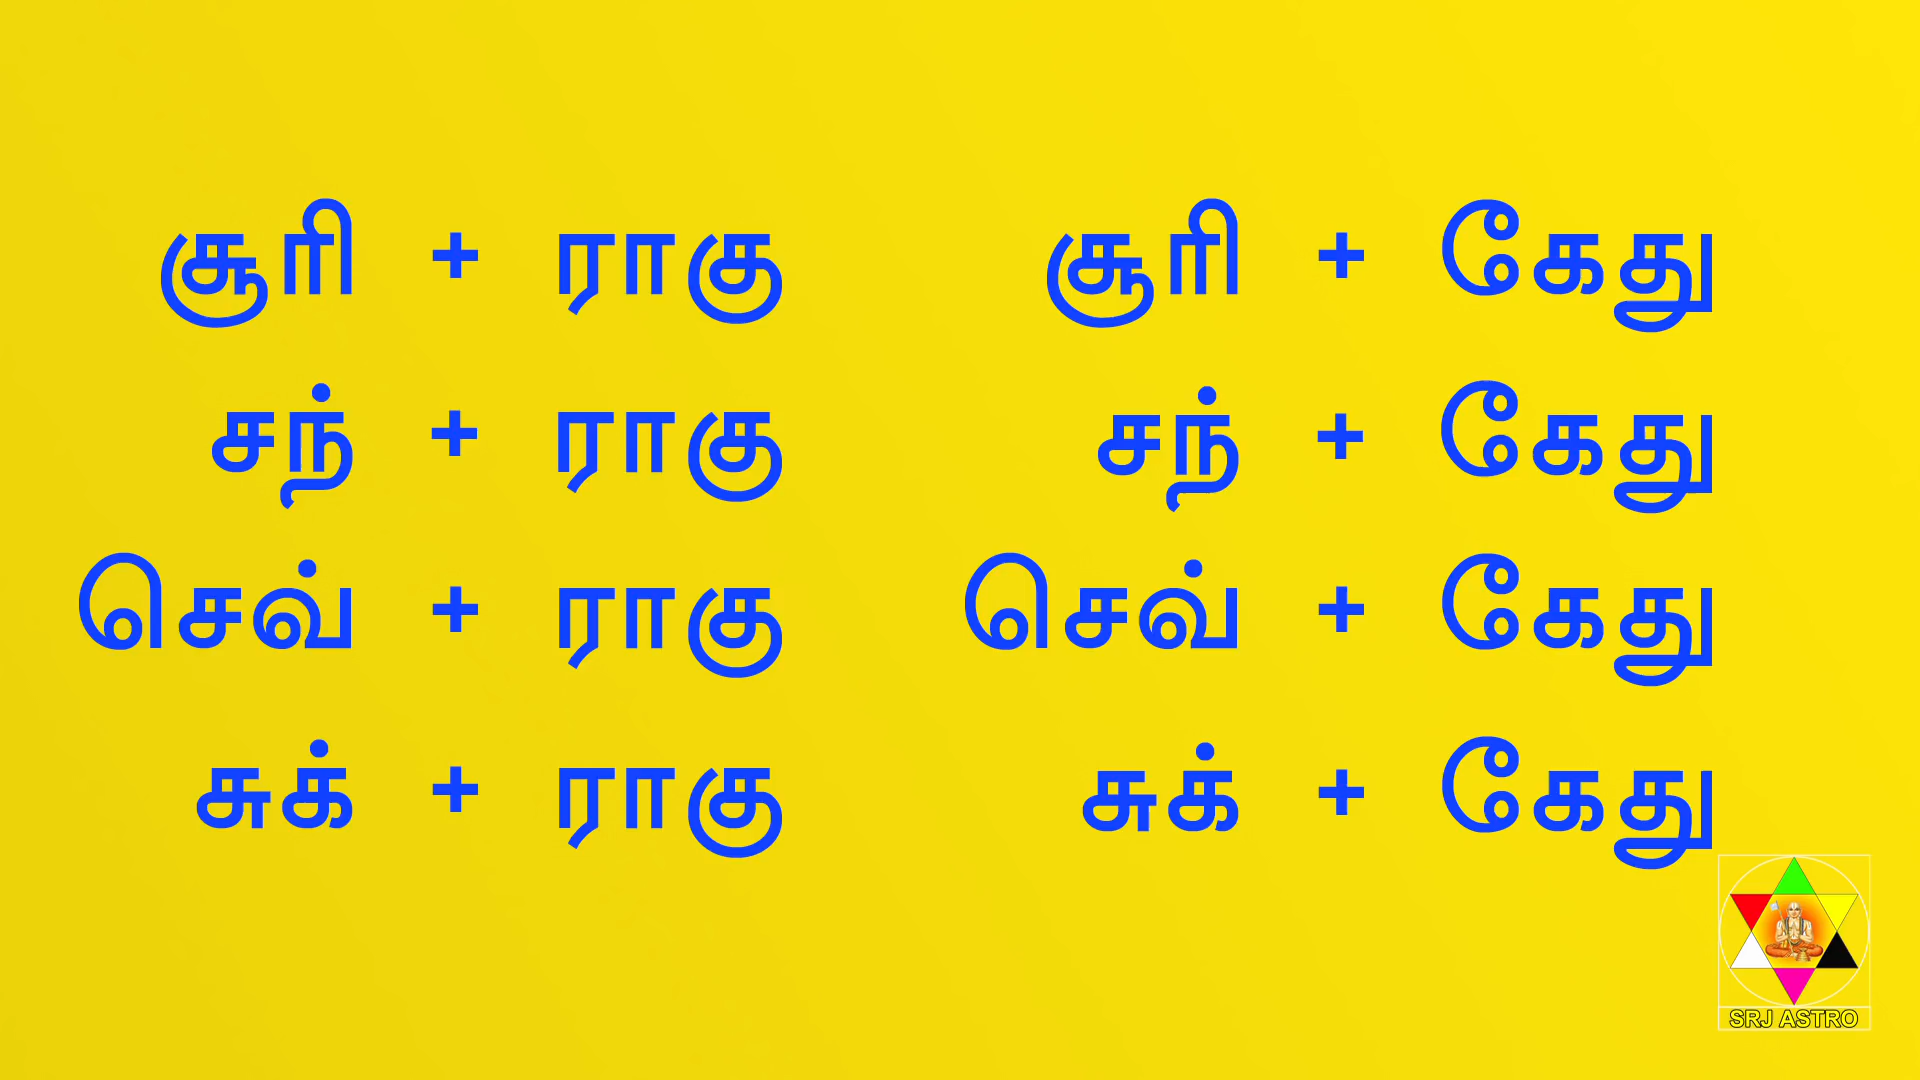 சூரி + ராகு சூரி + கேது
சந் + ராகு சந் + கேது
செவ் + ராகு செவ் + கேது
சுக் + ராகு சுக் + கேது
SRJ ASTRO